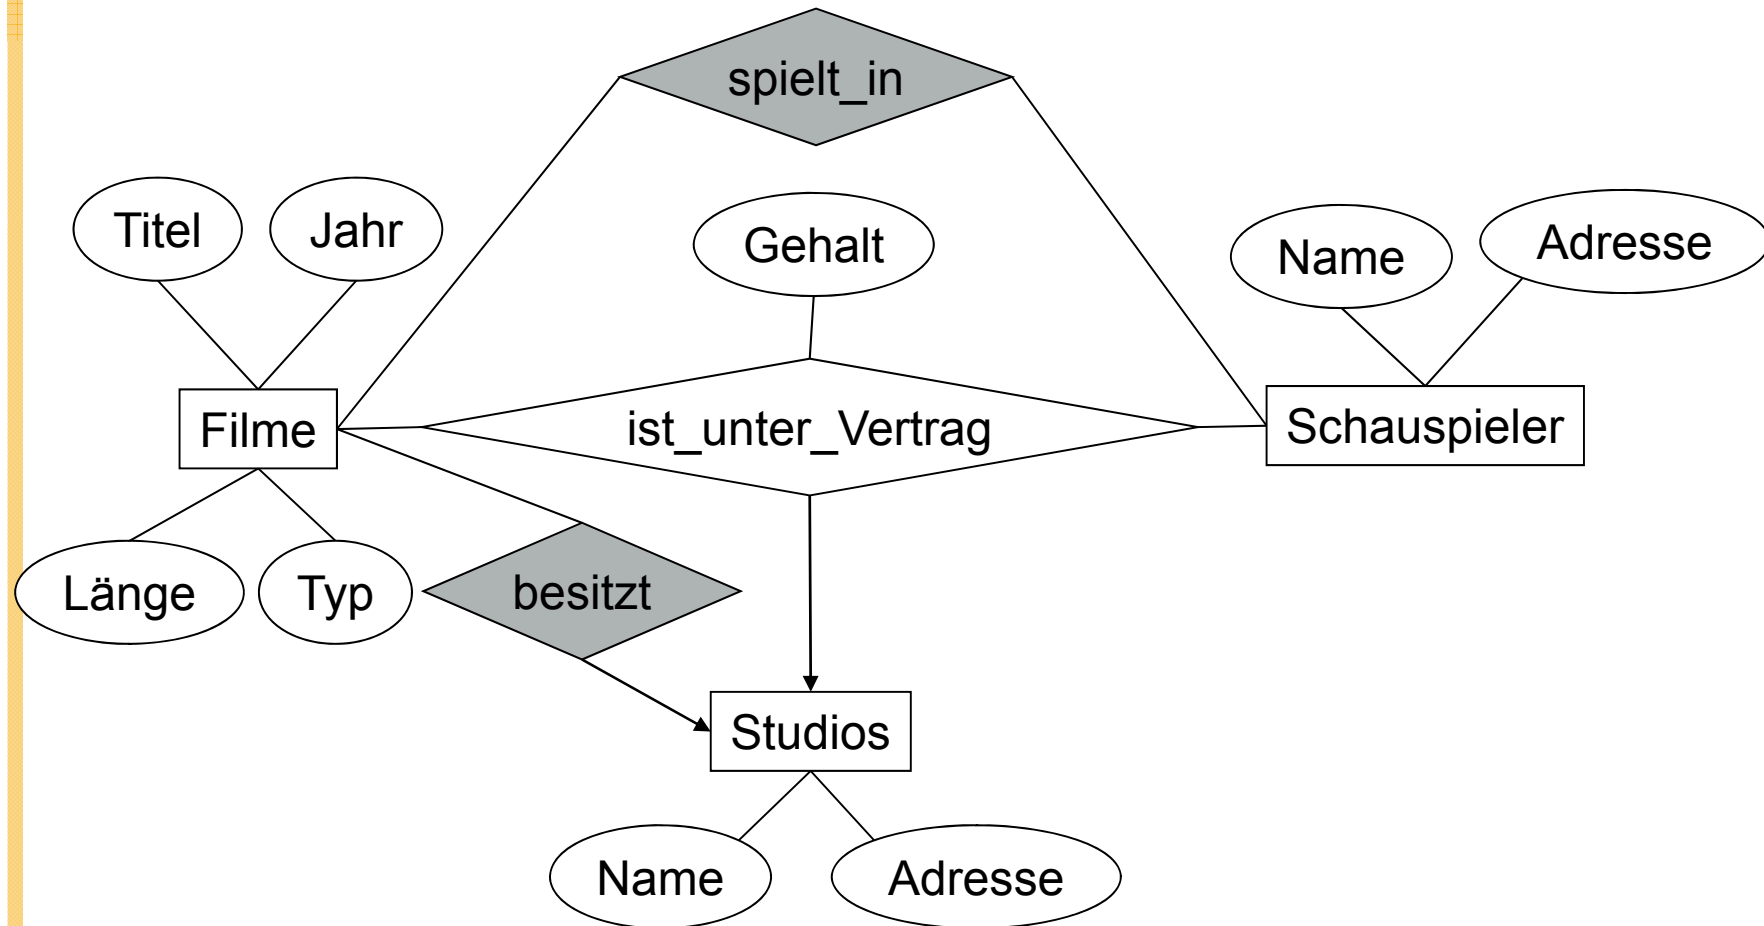 spielt_in
Titel
Jahr
Gehalt
Name
Adresse
Filme
ist_unter_Vertrag
Schauspieler
Länge
Typ
besitzt
Studios
Name
Adresse